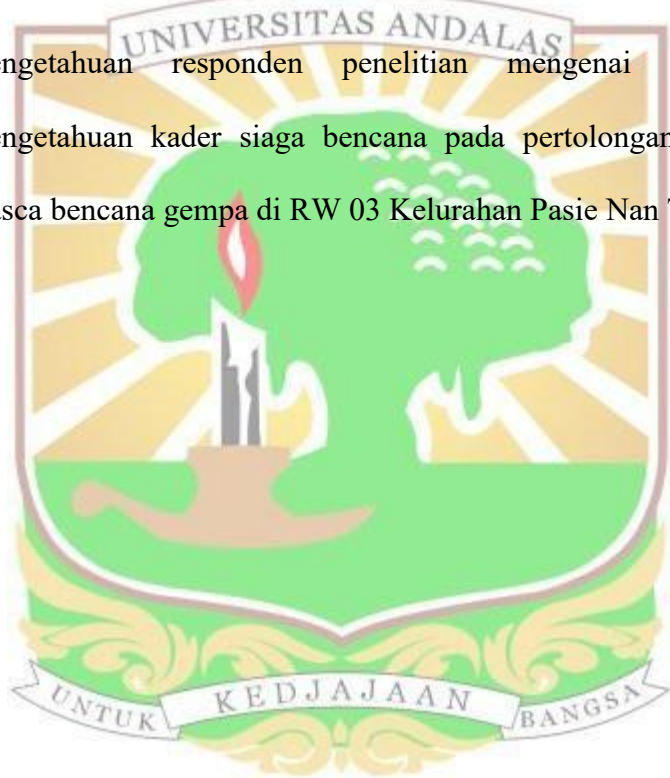 UNIVERSITAS ANDALAS
engetahuan responden penelitian mengenai
engetahuan kader siaga bencana pada pertolongan
asca bencana gempa di RW 03 Kelurahan Pasie Nan
UNTUK KEDJAJAAN BANGSA